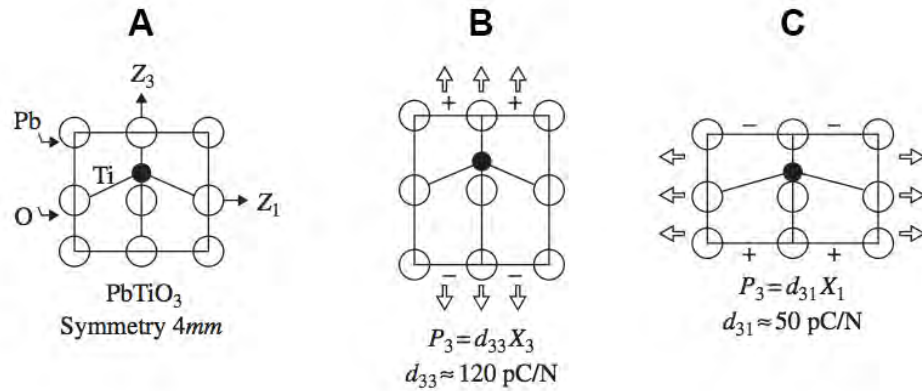 A
Z₃
Pb
Ti
O
Z₁
PbTiO₃
Symmetry 4mm
B
+ +
− −
P₃ = d₃₃X₃
d₃₃ ≈ 120 pC/N
C
− −
+ +
P₃ = d₃₁X₁
d₃₁ ≈ 50 pC/N